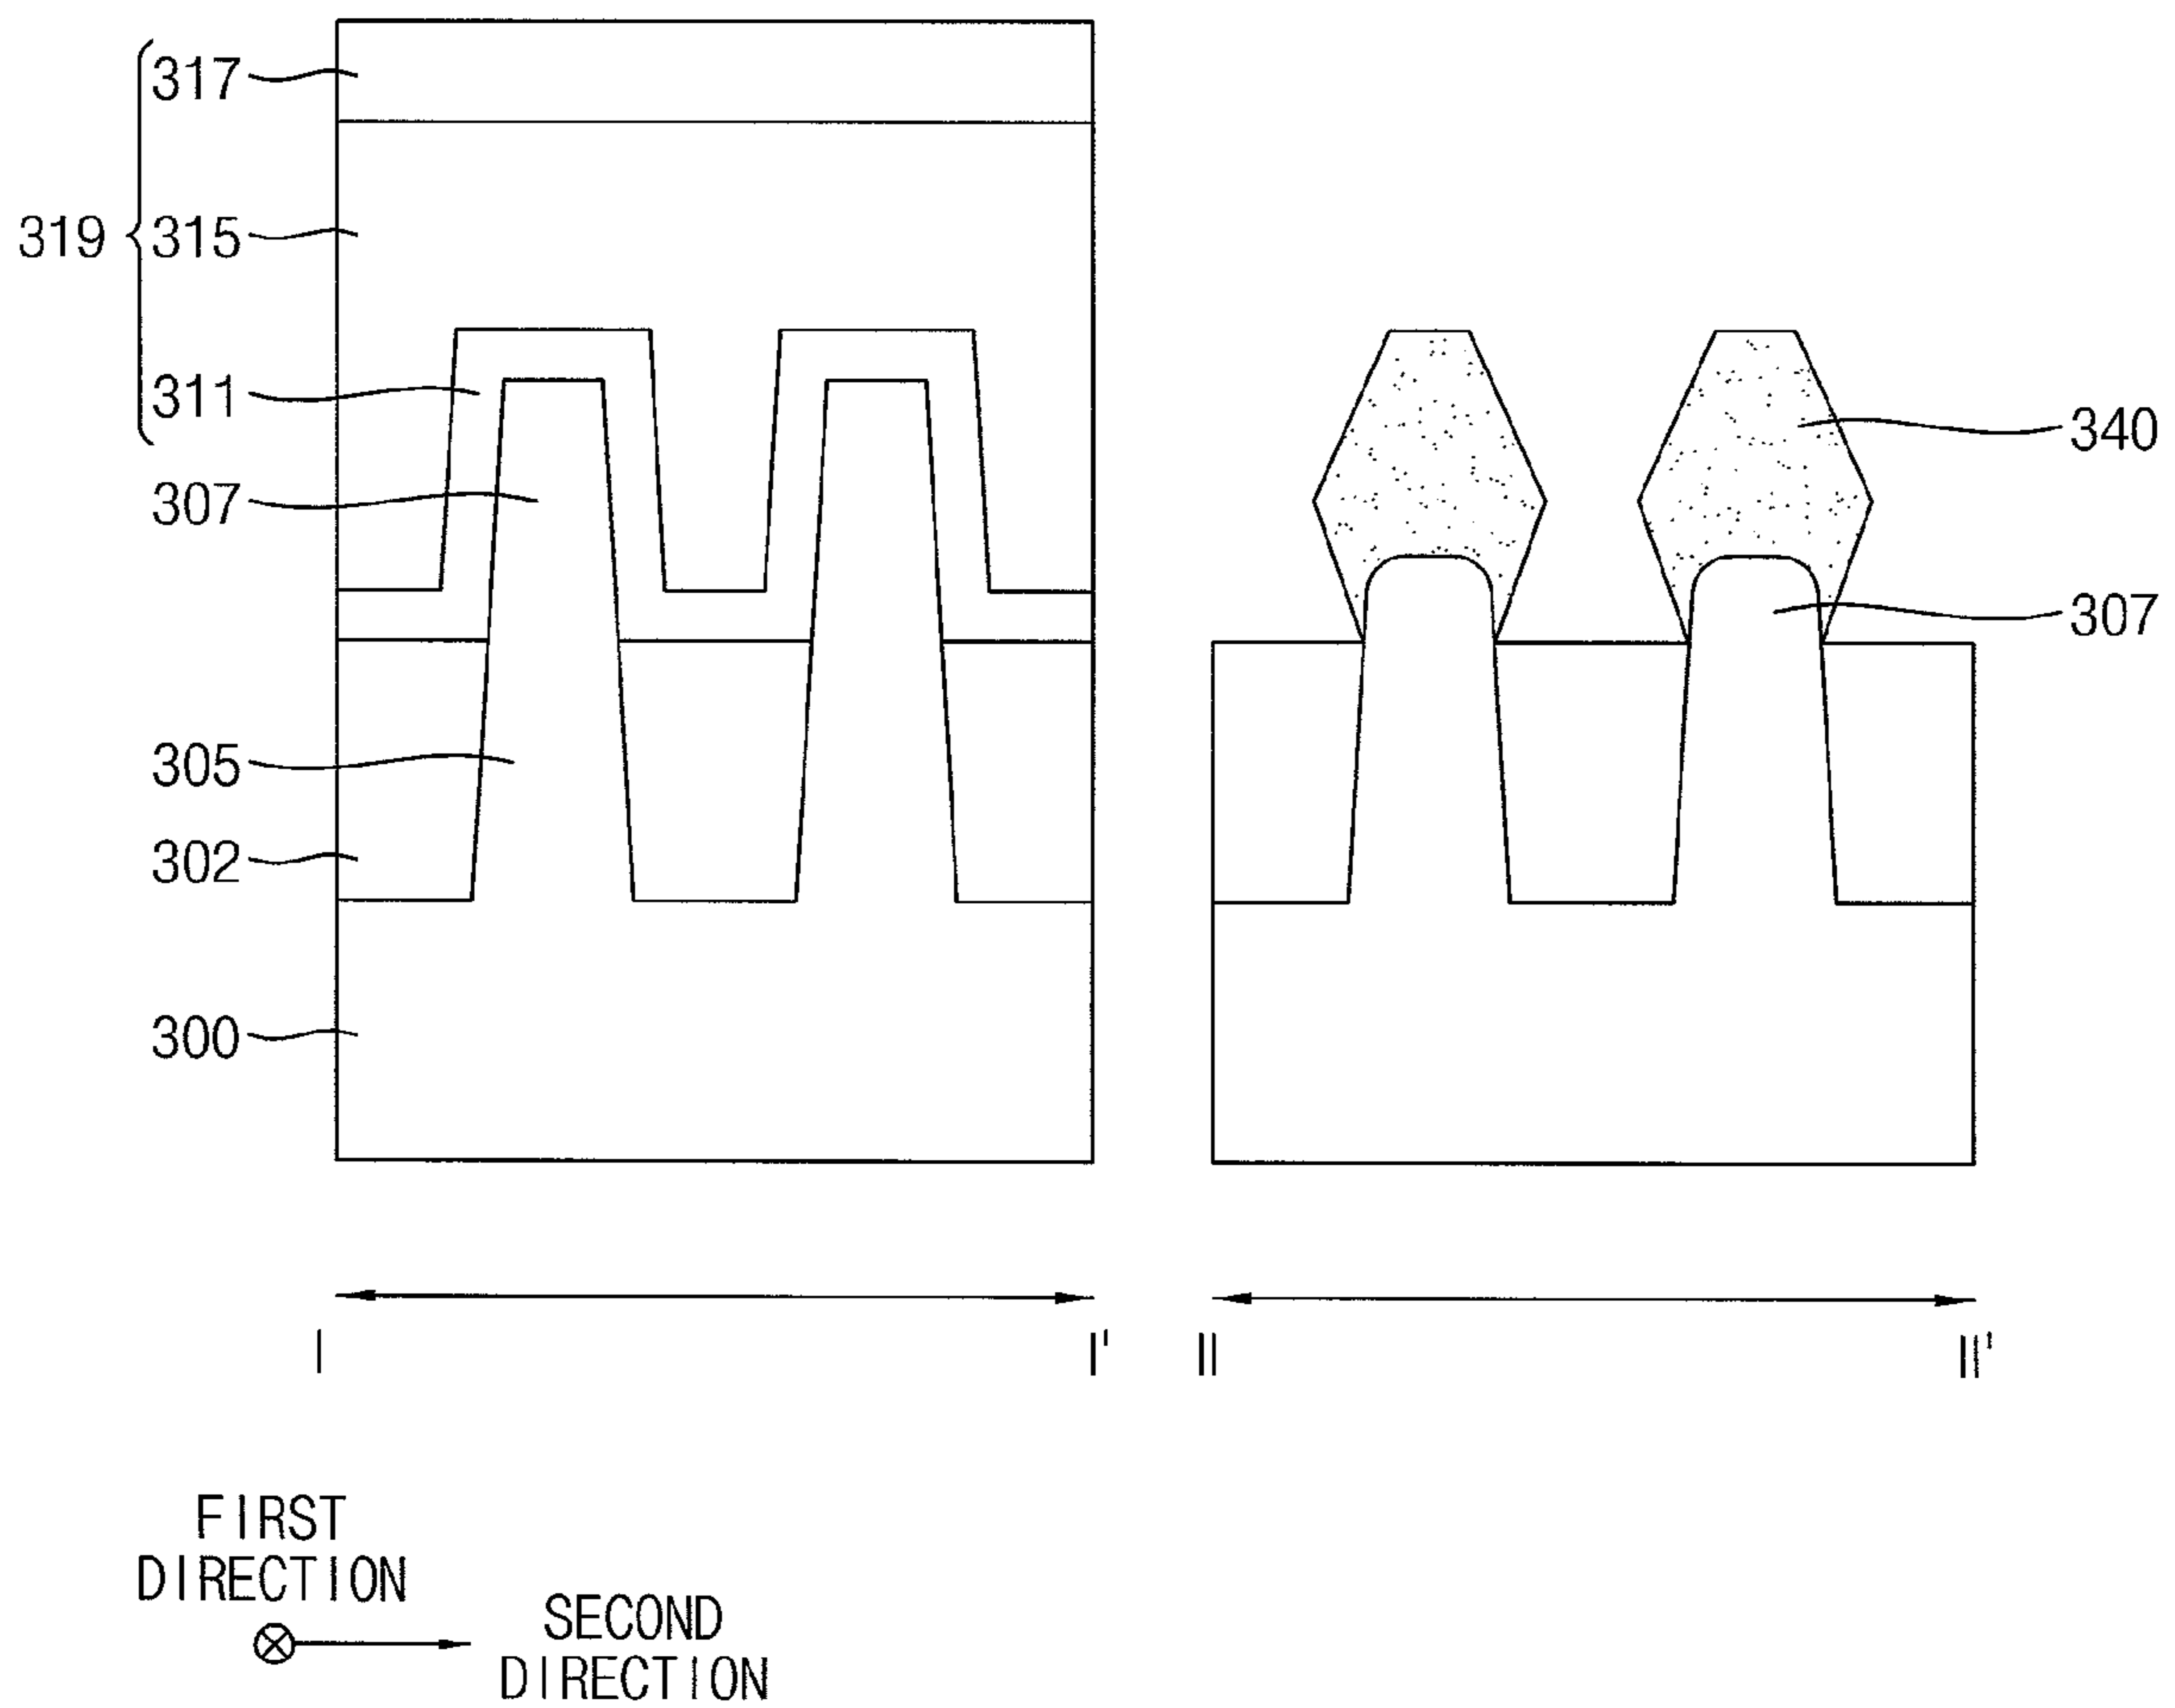 317
319
315
311
340
307
307
305
302
300
I
I'
II
II'
FIRST
DIRECTION
SECOND
DIRECTION